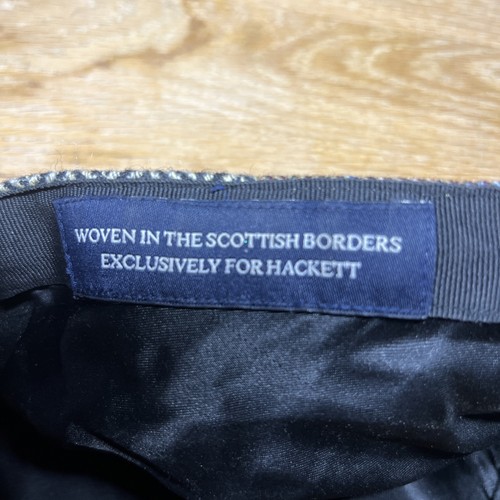 WOVEN IN THE SCOTTISH BORDERS
EXCLUSIVELY FOR HACKETT